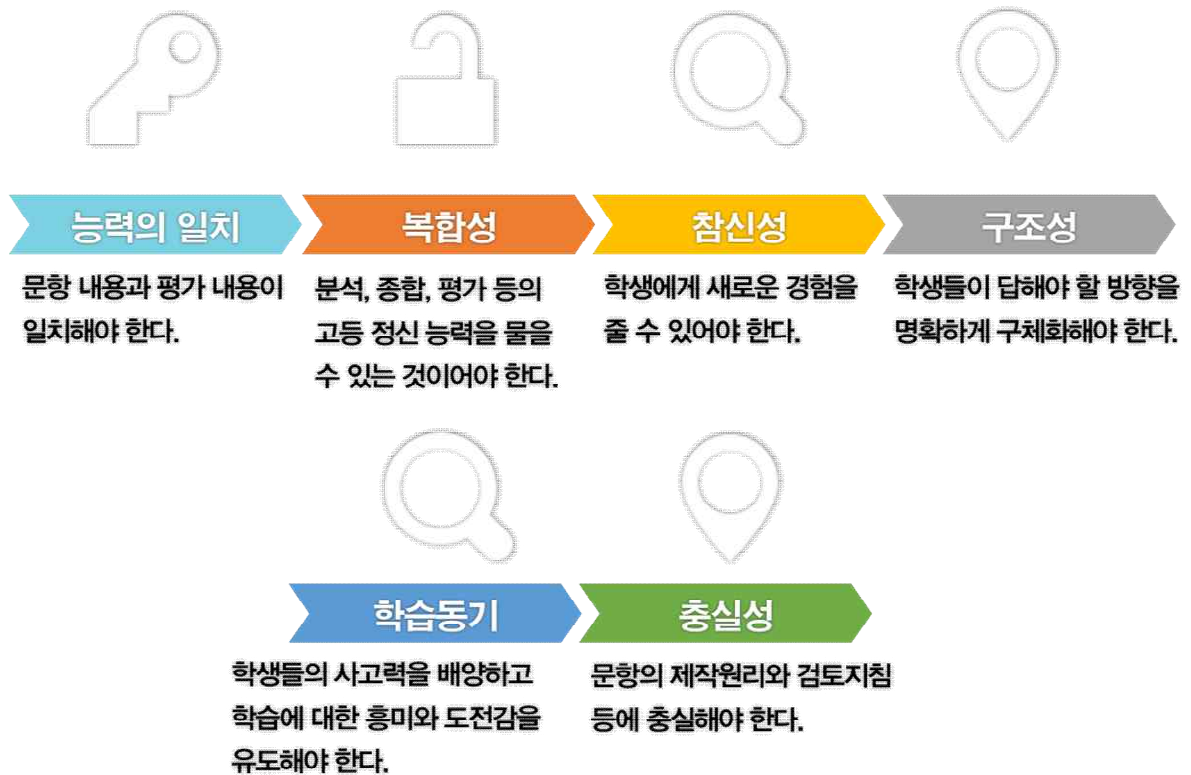 능력의 일치
문항 내용과 평가 내용이
일치해야 한다.
복합성
분석, 종합, 평가 등의
고등 정신 능력을 물을
수 있는 것이어야 한다.
참신성
학생에게 새로운 경험을
줄 수 있어야 한다.
구조성
학생들이 답해야 할 방향을
명확하게 구체화해야 한다.
학습동기
학생들의 사고력을 배양하고
학습에 대한 흥미와 도전감을
유도해야 한다.
충실성
문항의 제작원리와 검토지침
등에 충실해야 한다.